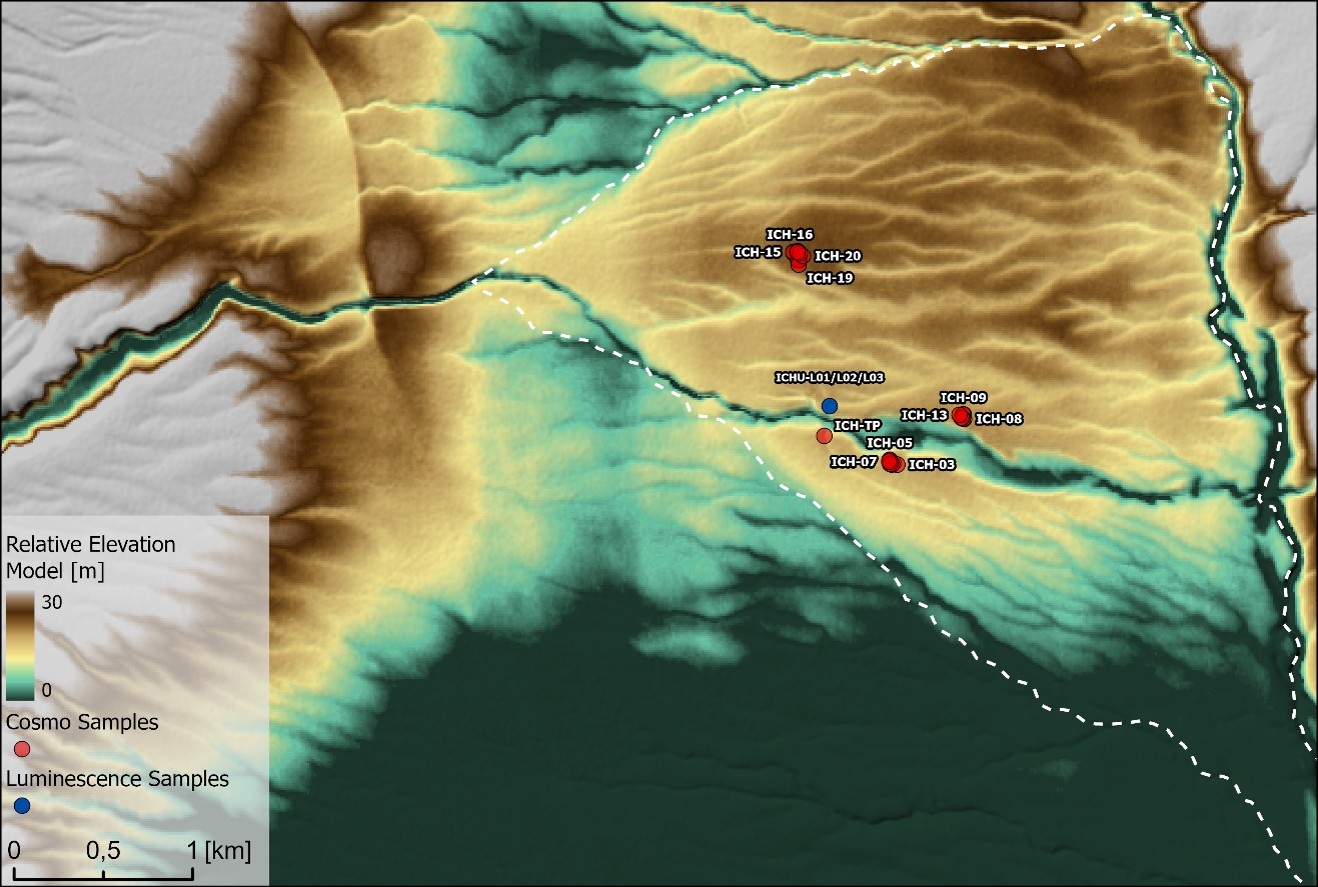 ICH-16
ICH-15
ICH-20
ICH-19
ICHU-L01/L02/L03
ICH-09
ICH-13
ICH-08
ICH-TP
ICH-05
ICH-07
ICH-03
Relative Elevation
Model [m]
30
0
Cosmo Samples
Luminescence Samples
0 0,5 1 [km]